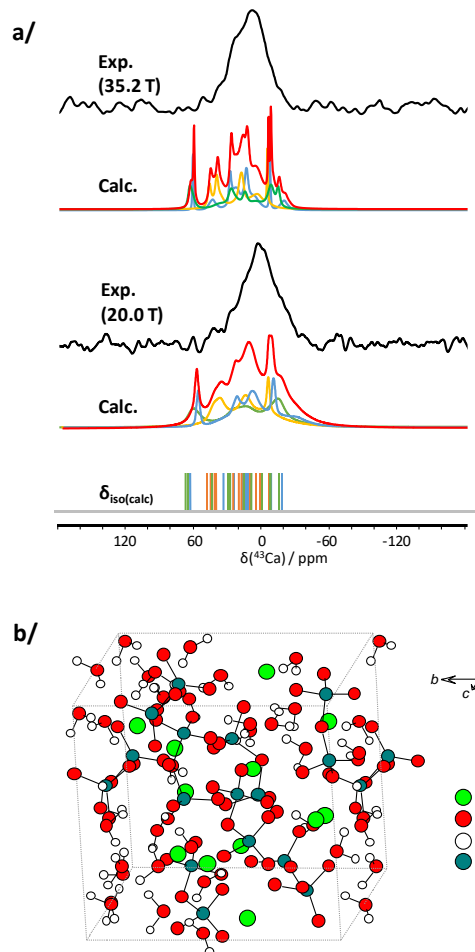 a/
Exp.
(35.2 T)
Calc.
Exp.
(20.0 T)
Calc.
δiso(calc)
120 60 0 -60 -120
δ(⁴³Ca) / ppm
b/
b
c